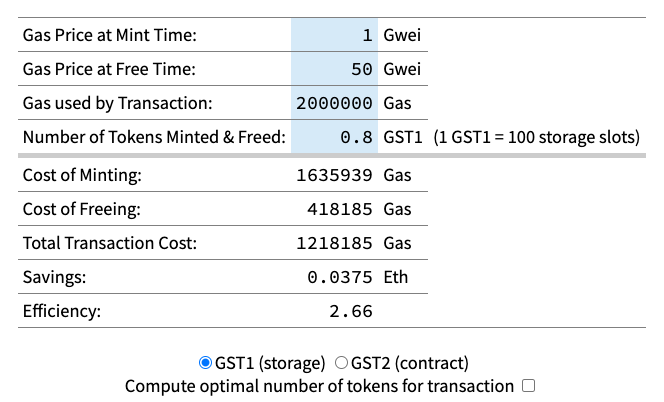 Gas Price at Mint Time: 1 Gwei
Gas Price at Free Time: 50 Gwei
Gas used by Transaction: 2000000 Gas
Number of Tokens Minted & Freed: 0.8 GST1 (1 GST1 = 100 storage slots)
Cost of Minting: 1635939 Gas
Cost of Freeing: 418185 Gas
Total Transaction Cost: 1218185 Gas
Savings: 0.0375 Eth
Efficiency: 2.66
GST1 (storage) GST2 (contract)
Compute optimal number of tokens for transaction